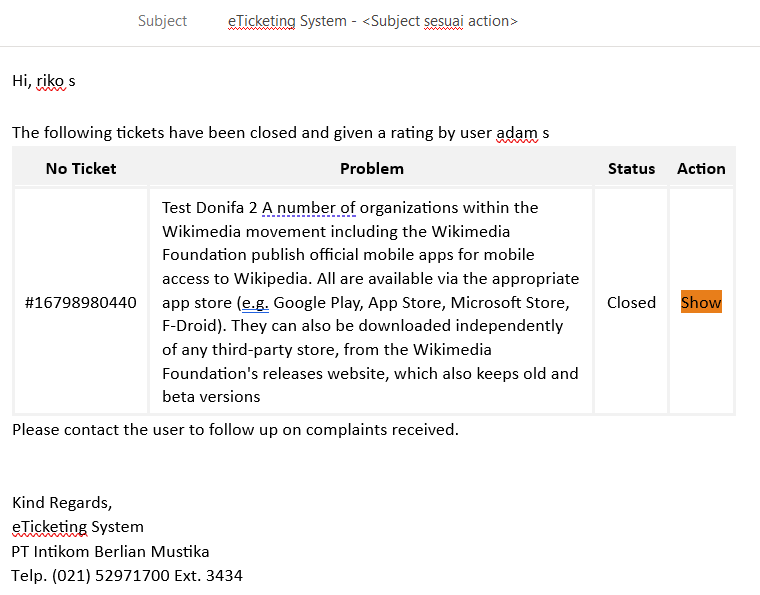 Subject eTicketing System - <Subject sesuai action>
Hi, riko s
The following tickets have been closed and given a rating by user adam s
No Ticket Problem Status Action
Test Donifa 2 A number of organizations within the
Wikimedia movement including the Wikimedia
Foundation publish official mobile apps for mobile
access to Wikipedia. All are available via the appropriate
#16798980440 app store (e.g. Google Play, App Store, Microsoft Store, Closed Show
F-Droid). They can also be downloaded independently
of any third-party store, from the Wikimedia
Foundation's releases website, which also keeps old and
beta versions
Please contact the user to follow up on complaints received.
Kind Regards,
eTicketing System
PT Intikom Berlian Mustika
Telp. (021) 52971700 Ext. 3434